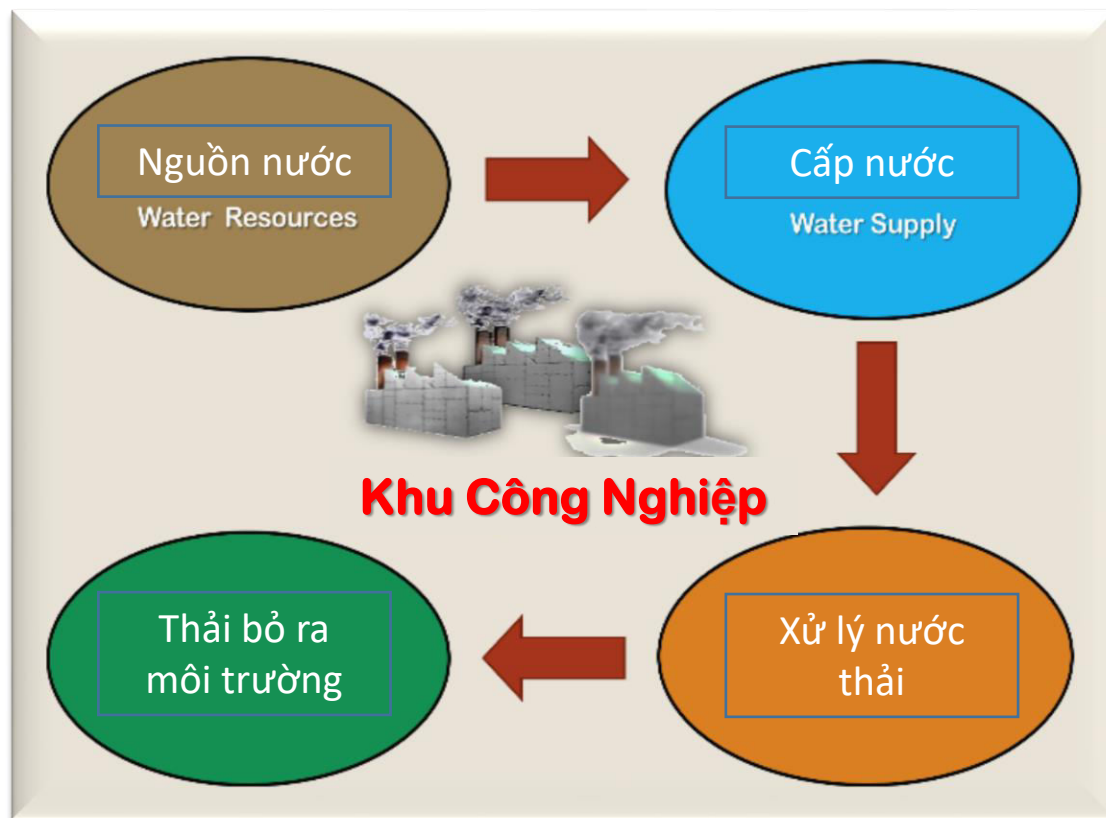 Nguồn nước
Water Resources
Cấp nước
Water Supply
Khu Công Nghiệp
Thải bỏ ra
môi trường
Xử lý nước
thải